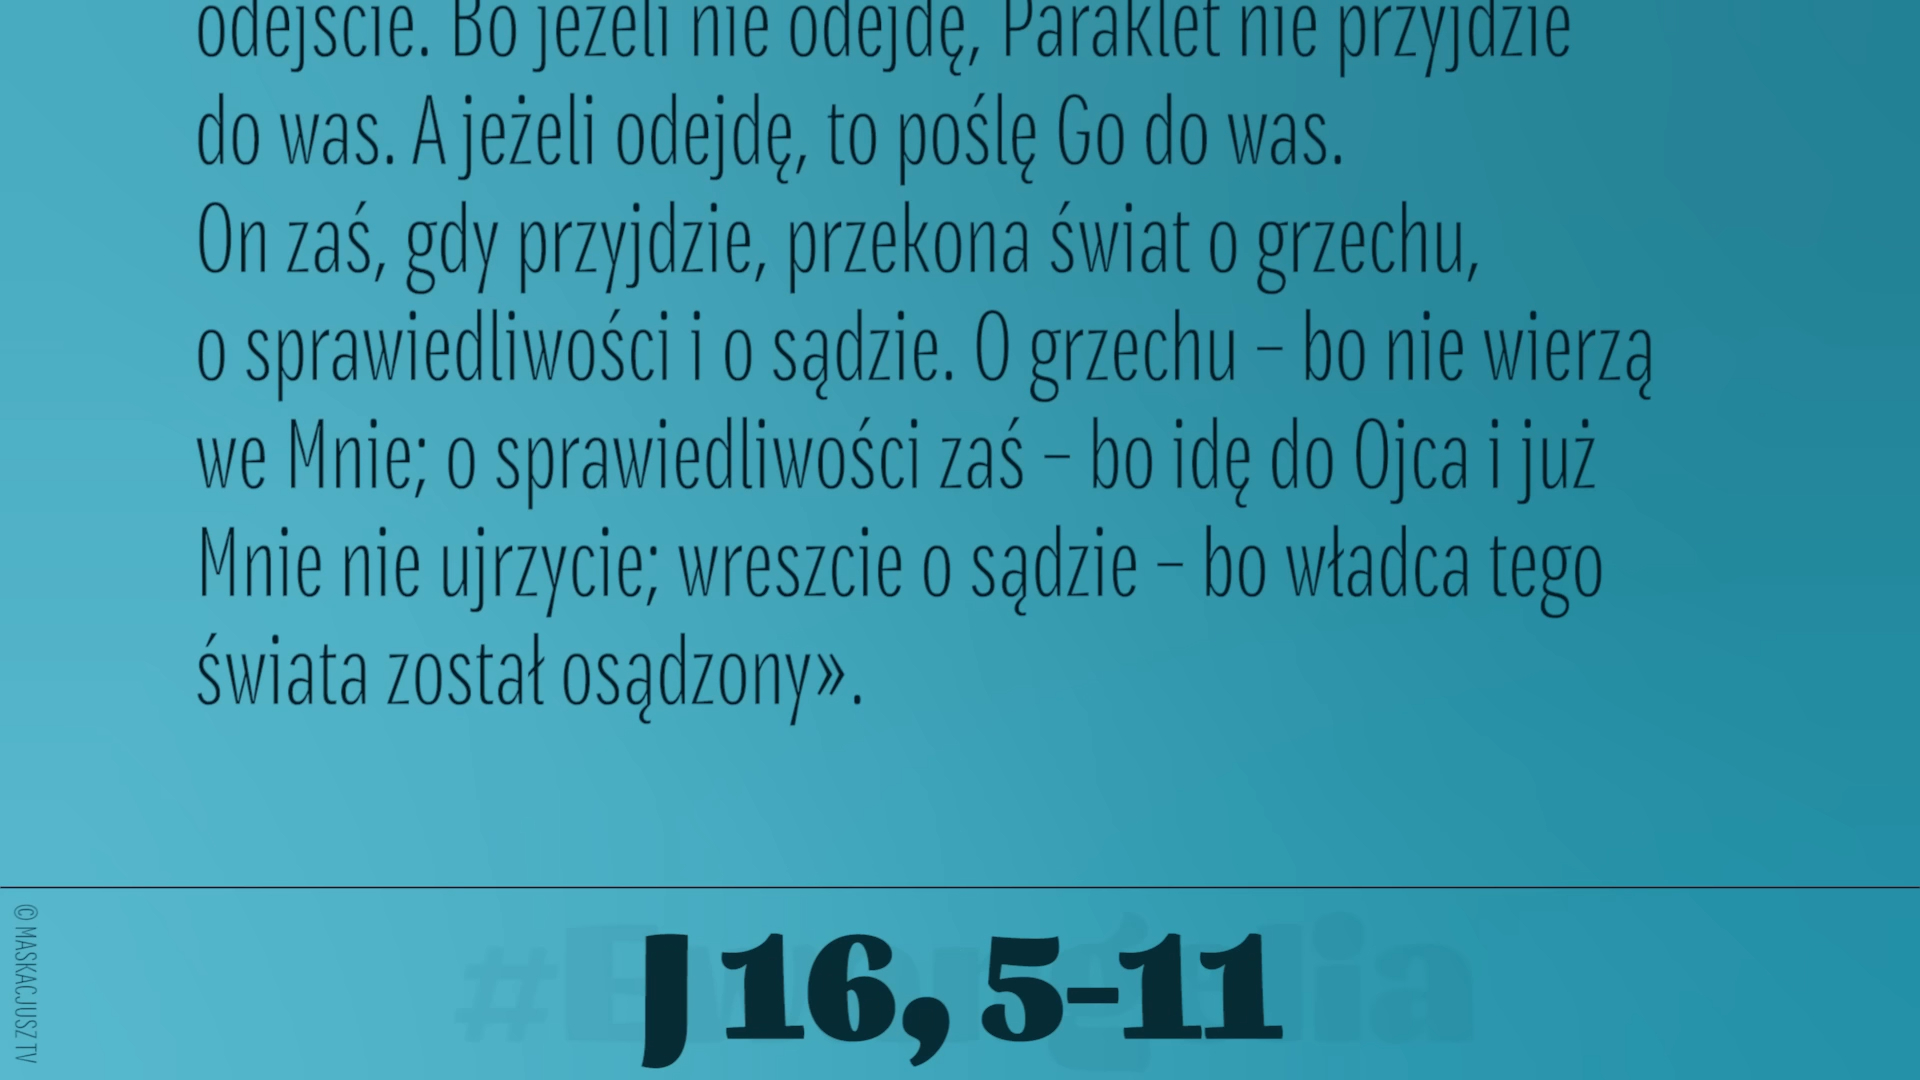 odejście. Bo jeżeli nie odejdę, Paraklet nie przyjdzie
do was. A jeżeli odejdę, to poślę Go do was.
On zaś, gdy przyjdzie, przekona świat o grzechu,
o sprawiedliwości i o sądzie. O grzechu – bo nie wierzą
we Mnie; o sprawiedliwości zaś – bo idę do Ojca i już
Mnie nie ujrzycie; wreszcie o sądzie – bo władca tego
świata został osądzony».
© MASKACJUSZ TV
#Ewangelia
J 16, 5-11